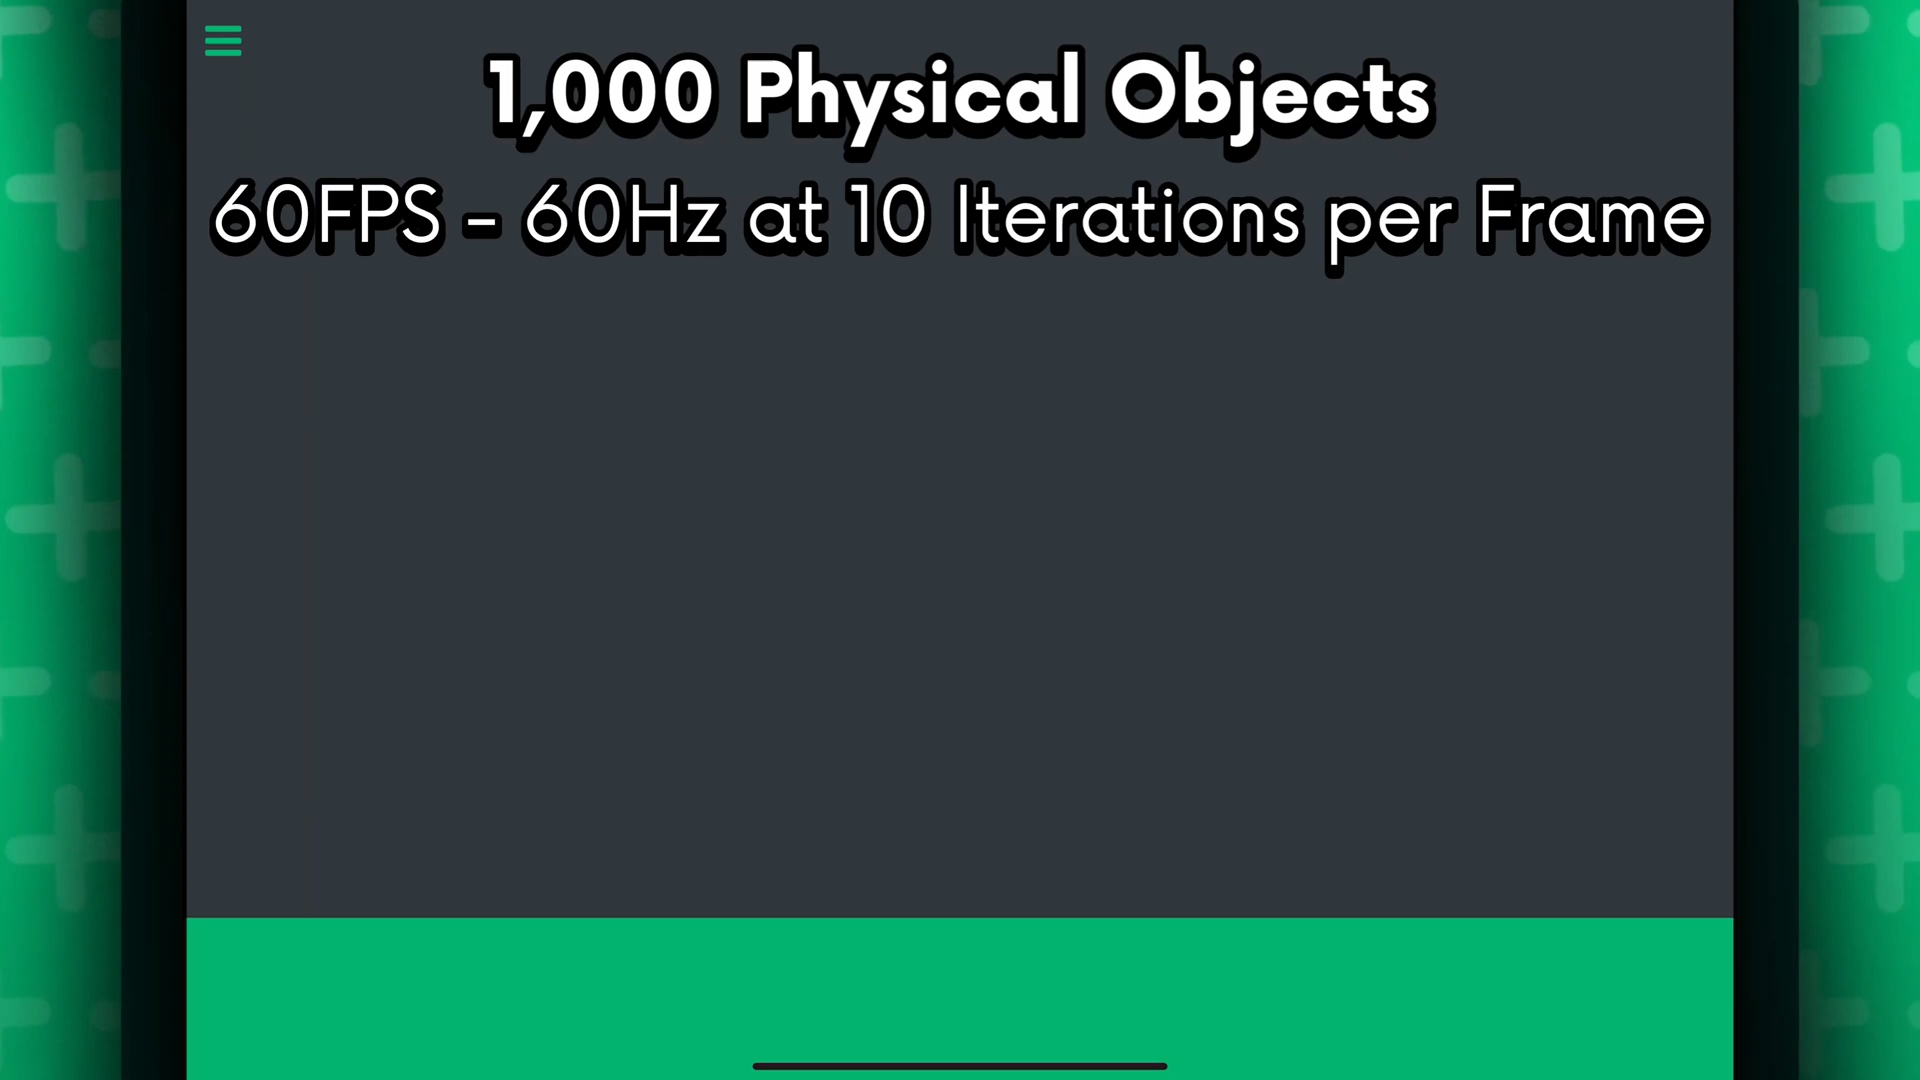 1,000 Physical Objects
60FPS - 60Hz at 10 Iterations per Frame